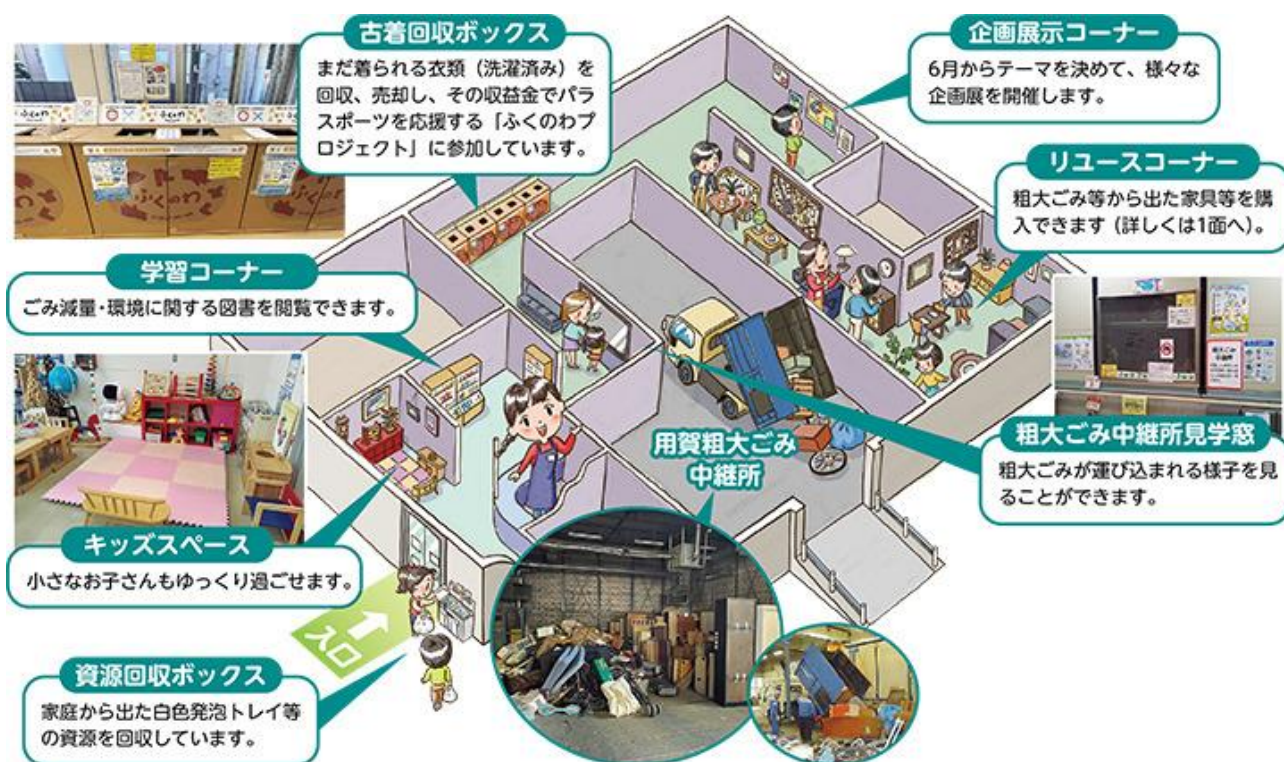 古着回収ボックス
まだ着られる衣類（洗濯済み）を
回収、売却し、その収益金でパラ
スポーツを応援する「ふくのわプ
ロジェクト」に参加しています。
企画展示コーナー
6月からテーマを決めて、様々な
企画展を開催します。
リユースコーナー
粗大ごみ等から出た家具等を購
入できます（詳しくは1面へ）。
学習コーナー
ごみ減量・環境に関する図書を閲覧できます。
粗大ごみ中継所見学窓
粗大ごみが運び込まれる様子を見
ることができます。
用賀粗大ごみ
中継所
キッズスペース
小さなお子さんもゆっくり過ごせます。
入口
資源回収ボックス
家庭から出た白色発泡トレイ等
の資源を回収しています。
ふくのわ
ふくのわ